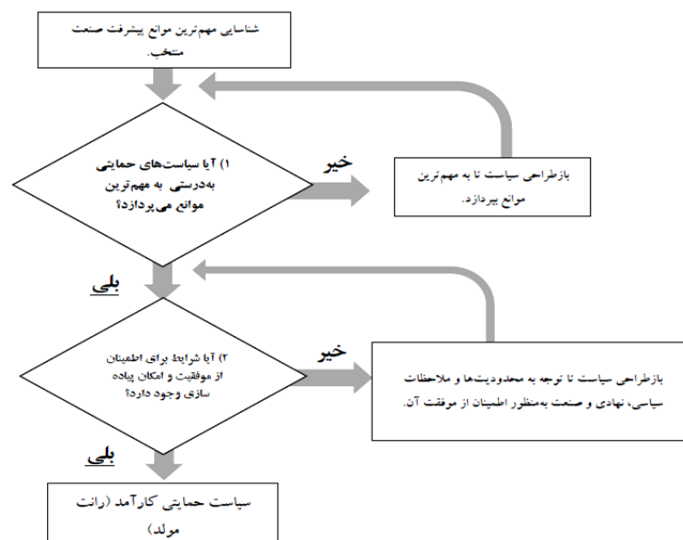 شناسایی مهم‌ترین موانع پیشرفت صنعت
منتخب.
۱) آیا سیاست‌های حمایتی
به‌درستی به مهم‌ترین
موانع می‌پردازد؟
خیر
بازطراحی سیاست تا به مهم‌ترین
موانع بپردازد.
بلی
۲) آیا شرایط برای اطمینان
از موفقیت و امکان پیاده
سازی وجود دارد؟
خیر
بازطراحی سیاست تا توجه به محدودیت‌ها و ملاحظات
سیاسی، نهادی و صنعت به‌منظور اطمینان از موفقت آن.
بلی
سیاست حمایتی کارآمد (رانت
مولد)